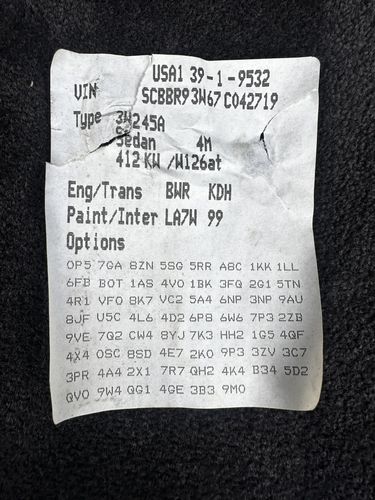 USA1 39-1-9532
VIN SCBBR93W67C042719
Type 3W245A
Sedan 4M
412 KW /W126at
Eng/Trans BWR KDH
Paint/Inter LA7W 99
Options
0P5 7GA 8ZN 5SG 5RR A8C 1KK 1LL
6FB B0T 1AS 4V0 1BK 3FQ 2G1 5TN
4R1 VF0 8K7 VC2 5A4 6NP 3NP 9AU
8JF U5C 4L6 4D2 6P8 6W6 7P3 2ZB
9VE 7Q2 CW4 8YJ 7K3 HH2 1G5 4QF
4X4 0SC 8SD 4E7 2K0 9P3 3ZV 3C7
3PR 4A4 2X1 7R7 QH2 4K4 B34 5D2
QV0 9W4 QG1 4GE 3B3 9M0